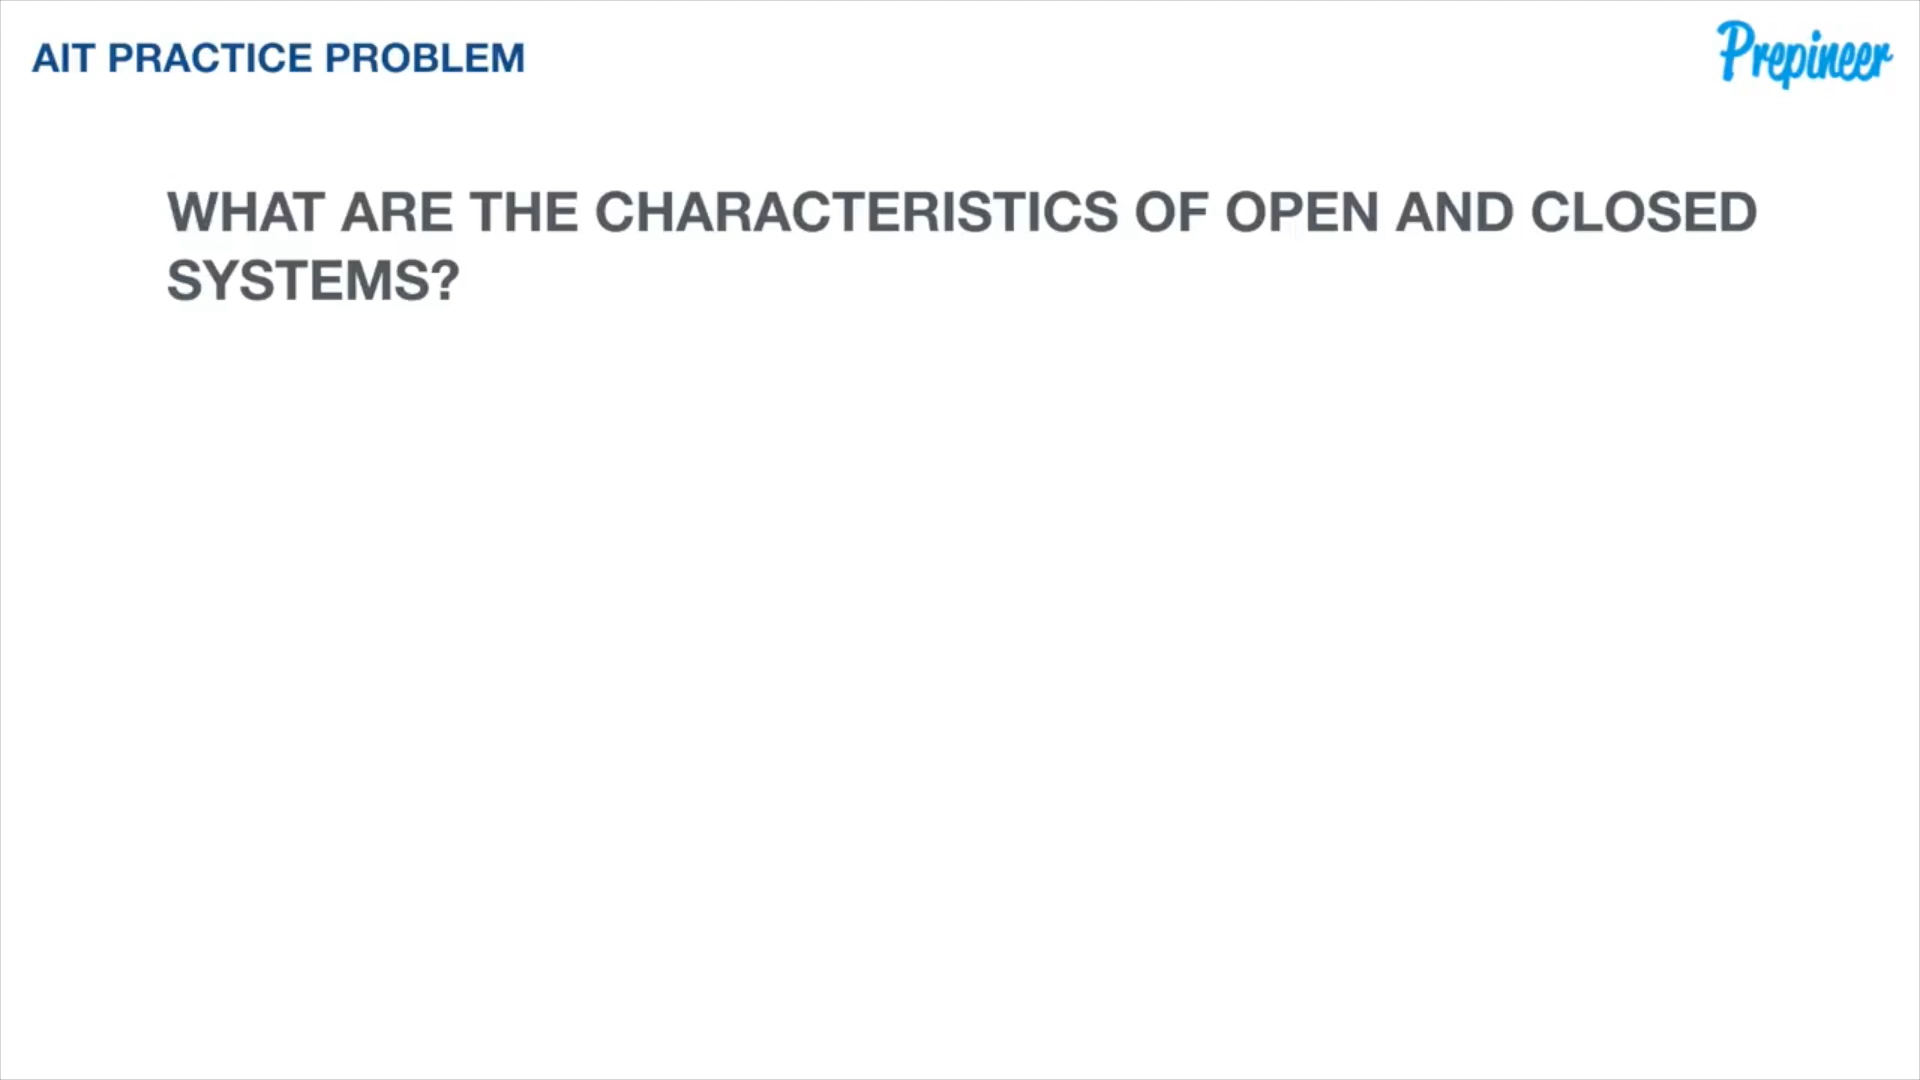 AIT PRACTICE PROBLEM
Prepineer
WHAT ARE THE CHARACTERISTICS OF OPEN AND CLOSED
SYSTEMS?